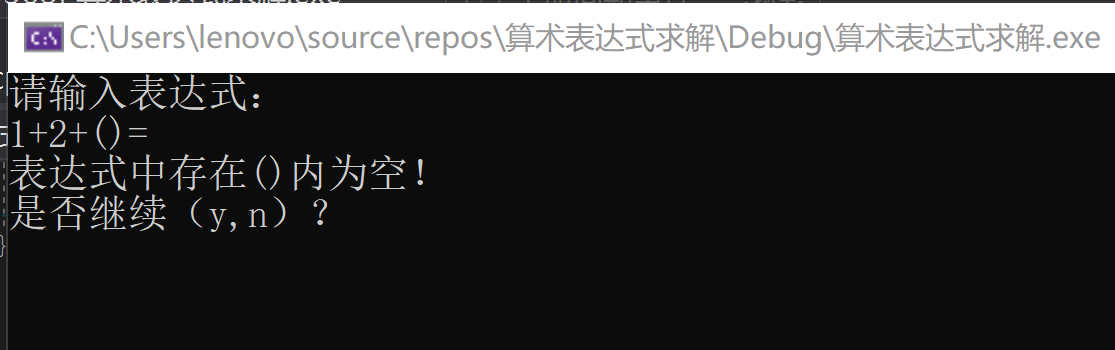 C:\Users\lenovo\source\repos\算术表达式求解\Debug\算术表达式求解.exe
请输入表达式：
1+2+()=
表达式中存在()内为空！
是否继续（y,n）？